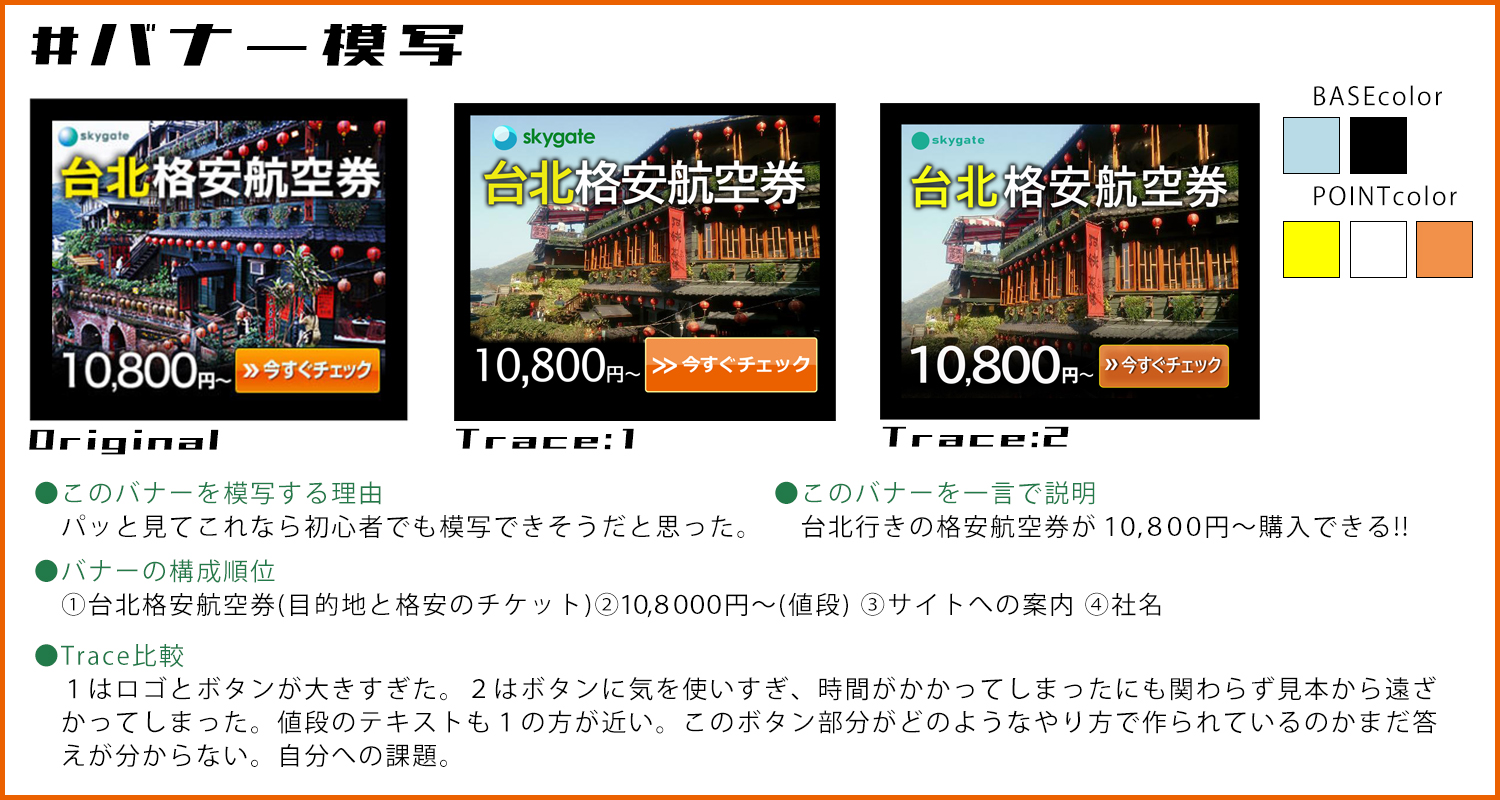 #バナー模写
skygate
台北格安航空券
10,800円～
≫今すぐチェック
Original
skygate
台北格安航空券
10,800円～
≫今すぐチェック
Trace:1
skygate
台北格安航空券
10,800円～
≫今すぐチェック
Trace:2
BASEcolor
POINTcolor
●このバナーを模写する理由
パッと見てこれなら初心者でも模写できそうだと思った。
●このバナーを一言で説明
台北行きの格安航空券が10,800円～購入できる!!
●バナーの構成順位
①台北格安航空券(目的地と格安のチケット)②10,8000円～(値段) ③サイトへの案内 ④社名
●Trace比較
１はロゴとボタンが大きすぎた。２はボタンに気を使いすぎ、時間がかかってしまったにも関わらず見本から遠ざ
かってしまった。値段のテキストも１の方が近い。このボタン部分がどのようなやり方で作られているのかまだ答
えが分からない。自分への課題。